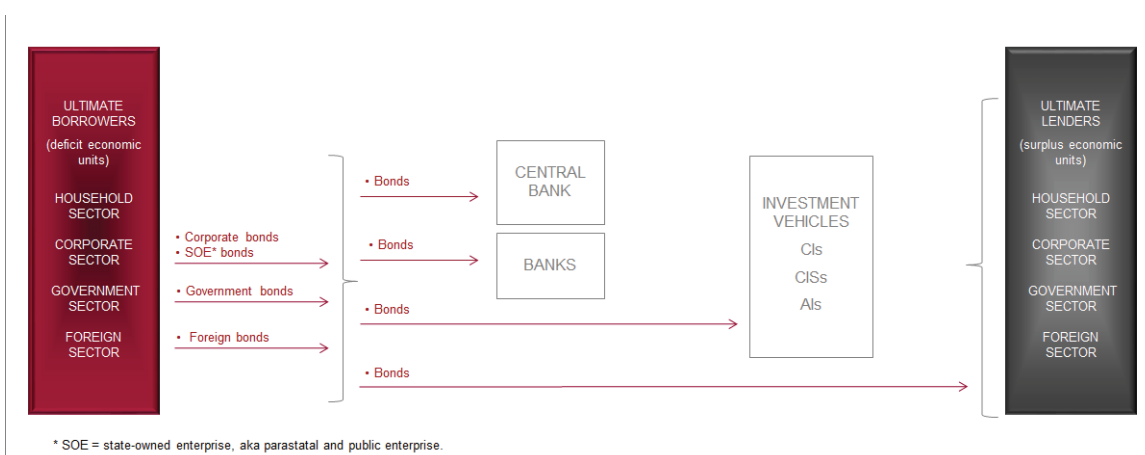 ULTIMATE
BORROWERS
(deficit economic
units)
HOUSEHOLD
SECTOR
CORPORATE
SECTOR
GOVERNMENT
SECTOR
FOREIGN
SECTOR
• Corporate bonds
• SOE* bonds
• Government bonds
• Foreign bonds
• Bonds
• Bonds
• Bonds
• Bonds
CENTRAL
BANK
BANKS
INVESTMENT
VEHICLES
CIs
CISs
AIs
ULTIMATE
LENDERS
(surplus economic
units)
HOUSEHOLD
SECTOR
CORPORATE
SECTOR
GOVERNMENT
SECTOR
FOREIGN
SECTOR
* SOE = state-owned enterprise, aka parastatal and public enterprise.